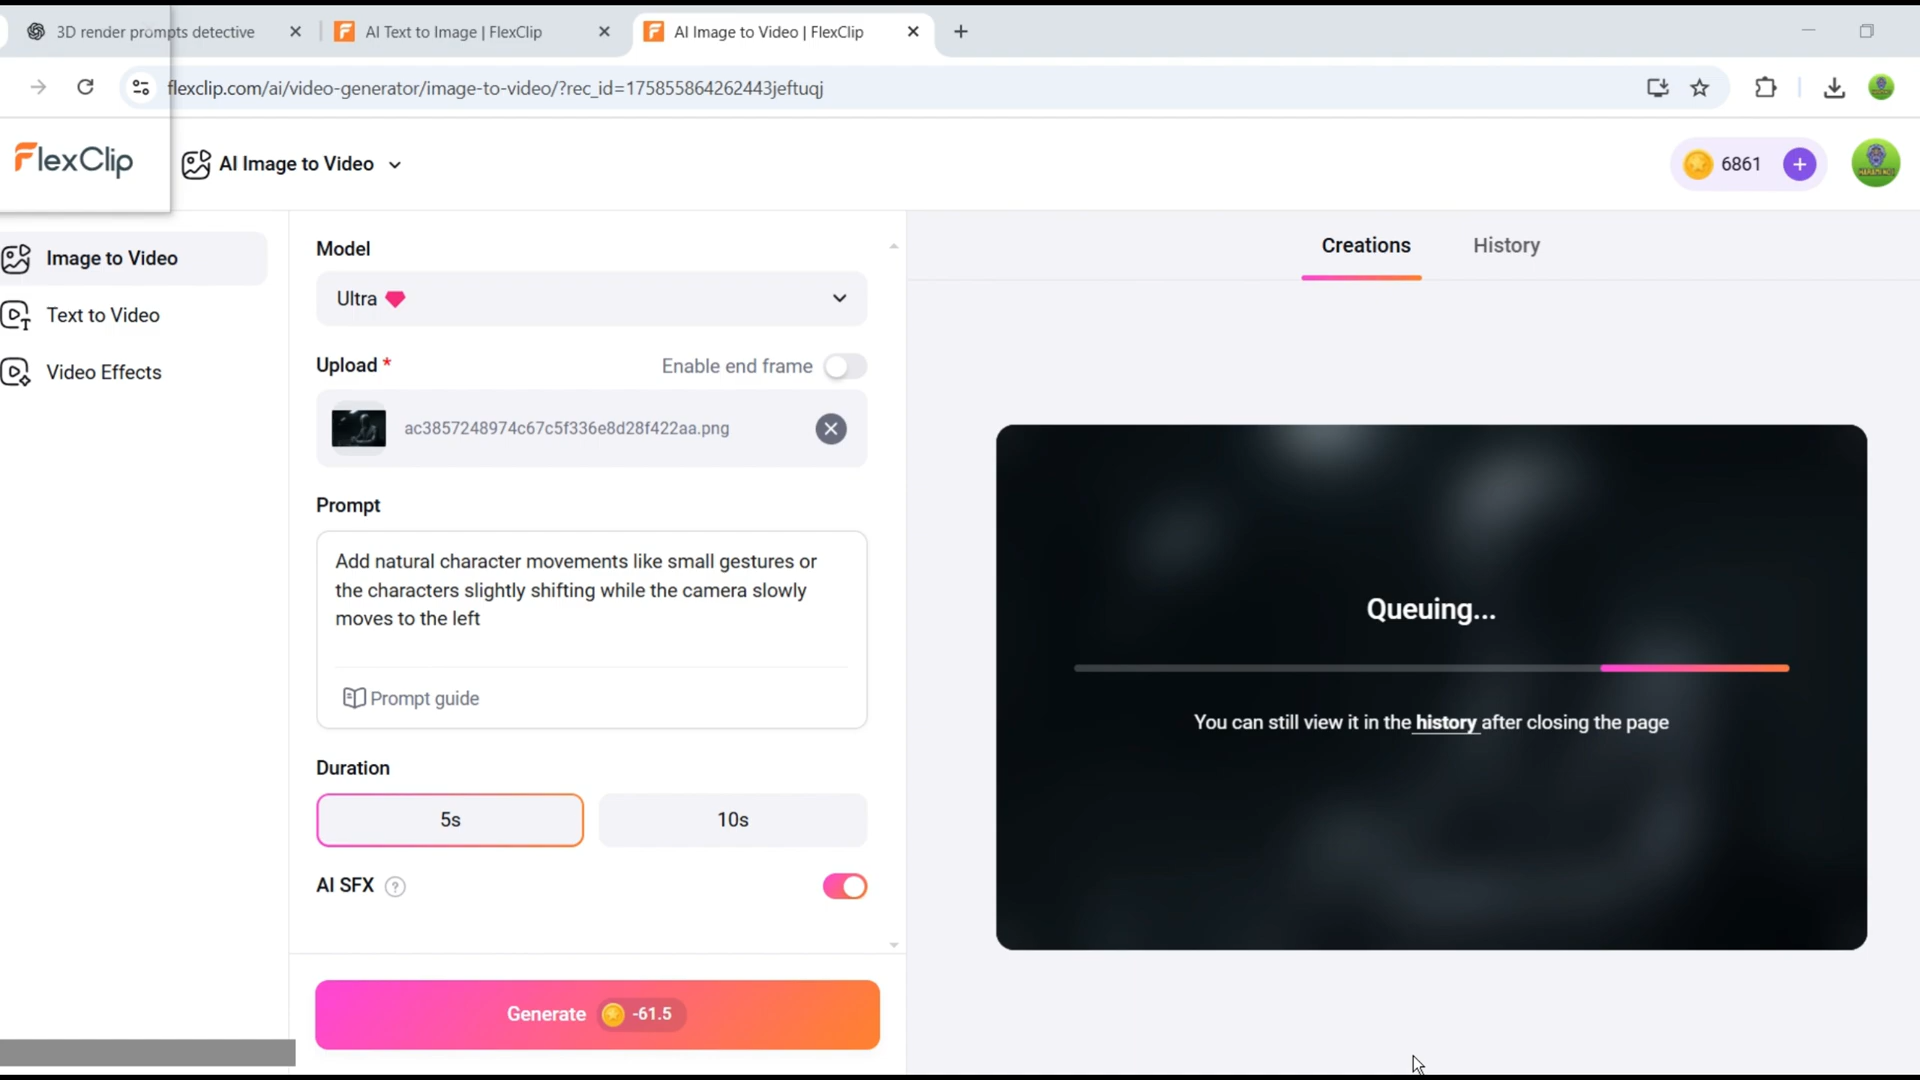 3D render prompts detective
AI Text to Image | FlexClip
AI Image to Video | FlexClip
flexclip.com/ai/video-generator/image-to-video/?rec_id=175855864262443jeftuqj
FlexClip
AI Image to Video
6861
Image to Video
Text to Video
Video Effects
Model
Ultra
Upload *
Enable end frame
ac3857248974c67c5f336e8d28f422aa.png
Prompt
Add natural character movements like small gestures or
the characters slightly shifting while the camera slowly
moves to the left
Prompt guide
Duration
5s
10s
AI SFX ?
Generate -61.5
Creations
History
Queuing...
You can still view it in the history after closing the page